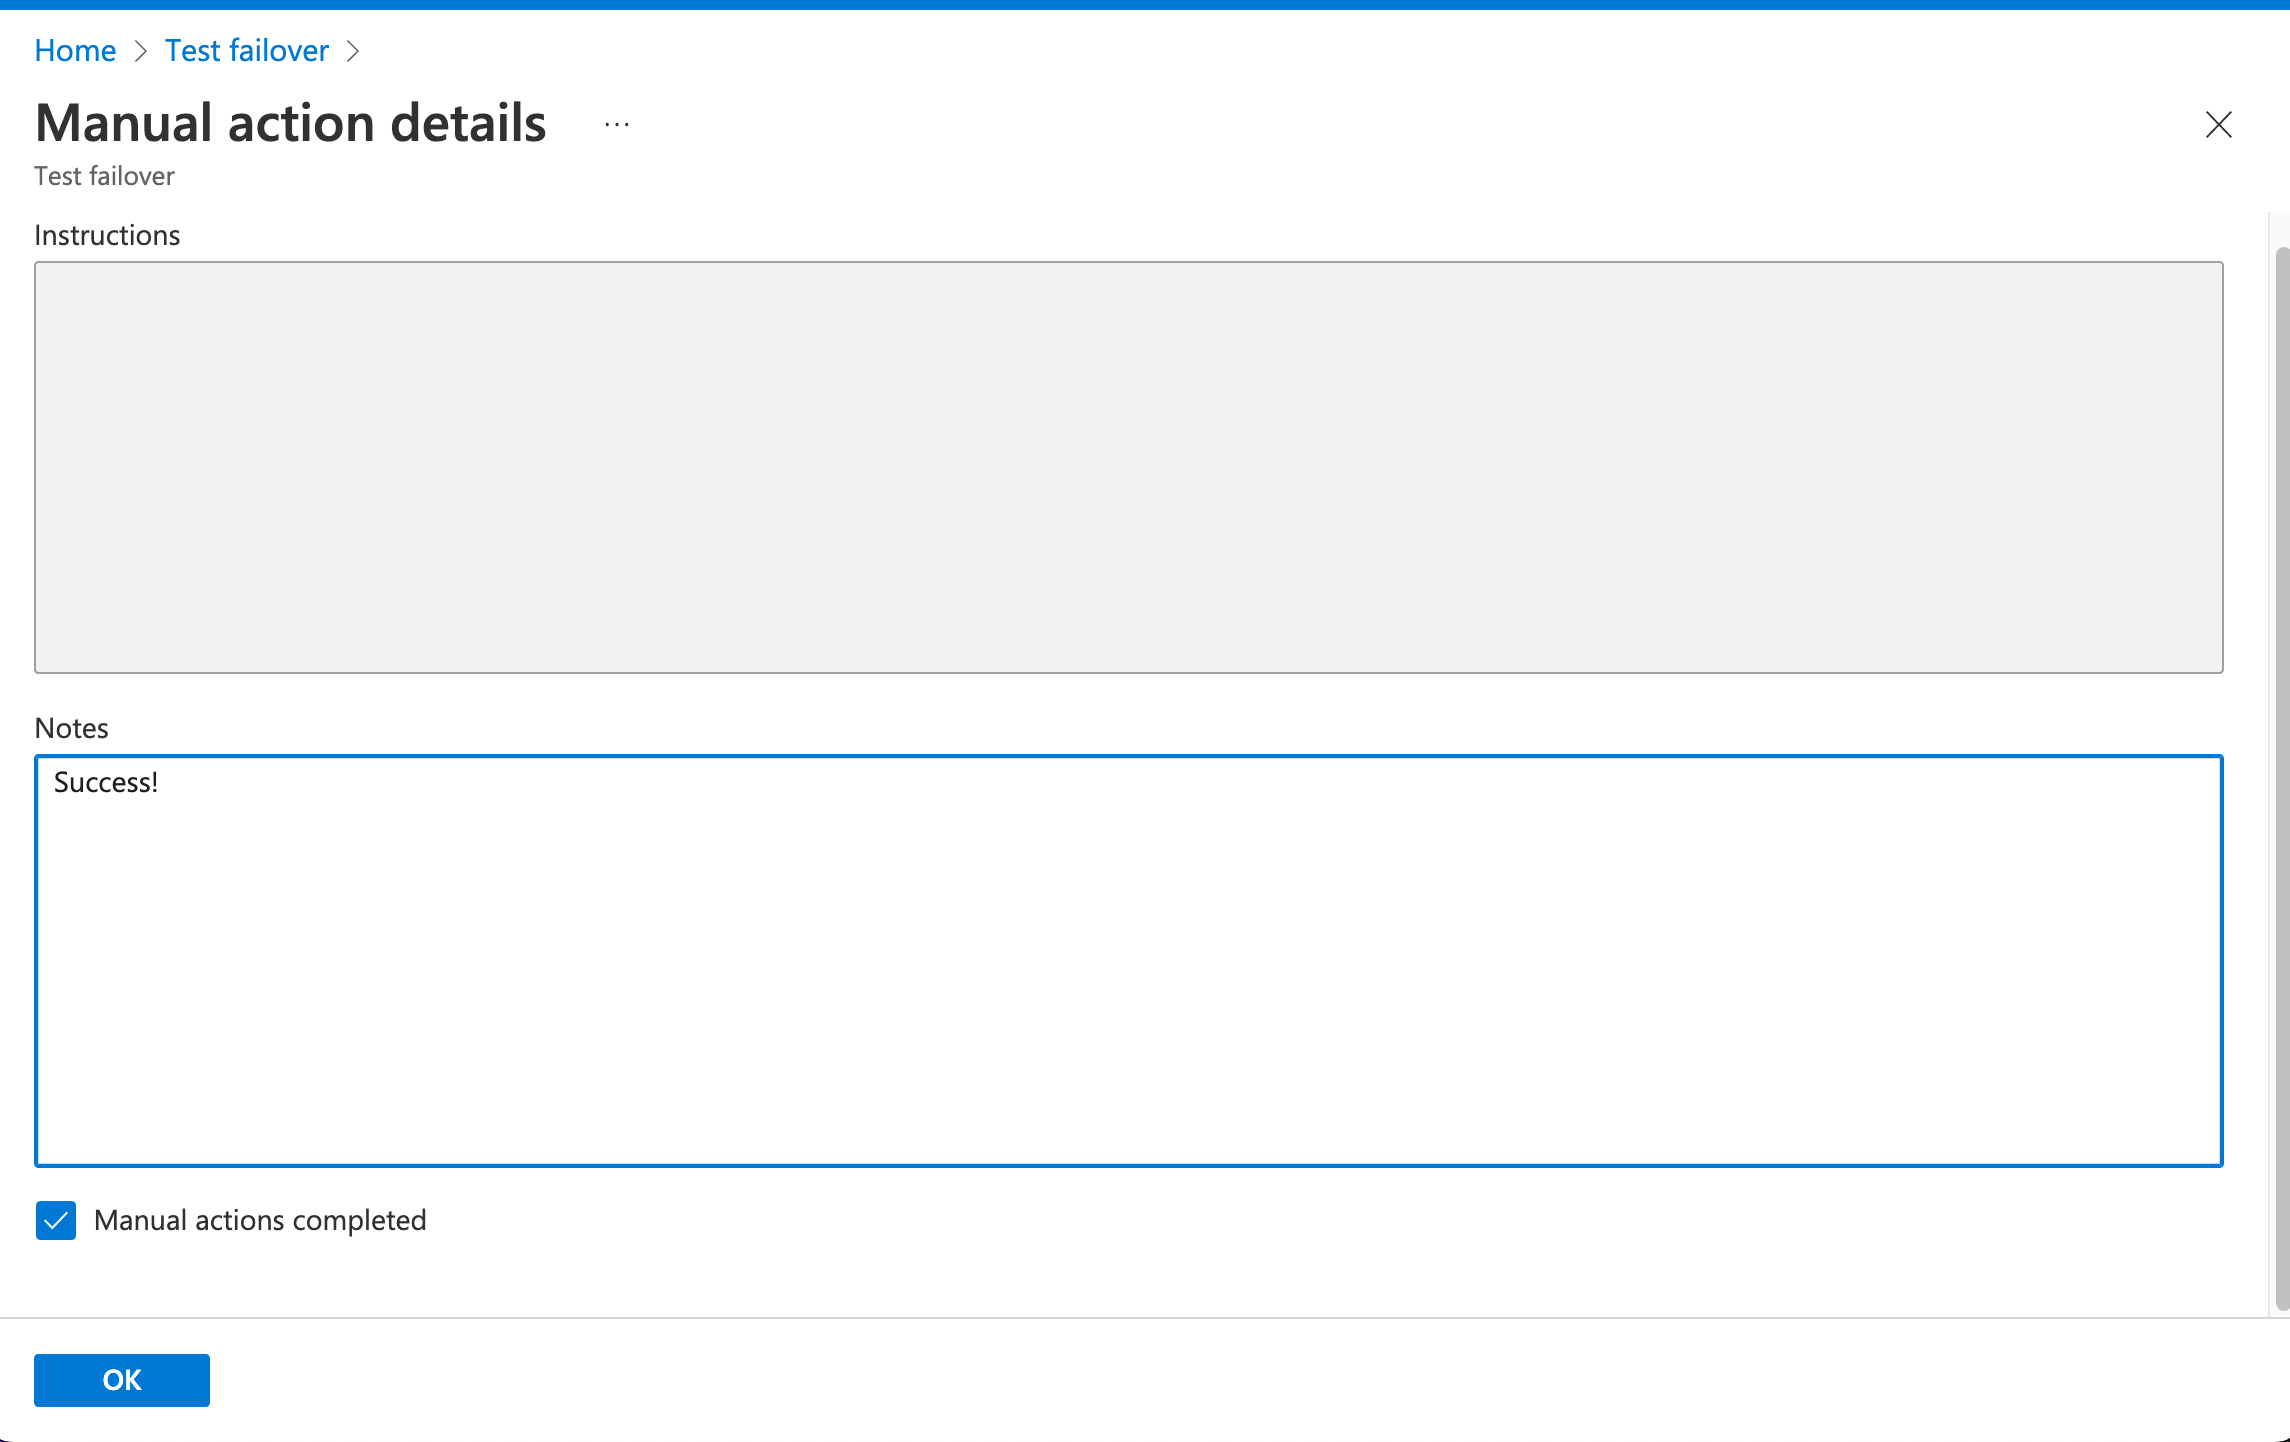 Home > Test failover >
Manual action details ...
Test failover
Instructions
Notes
Success!
Manual actions completed
OK